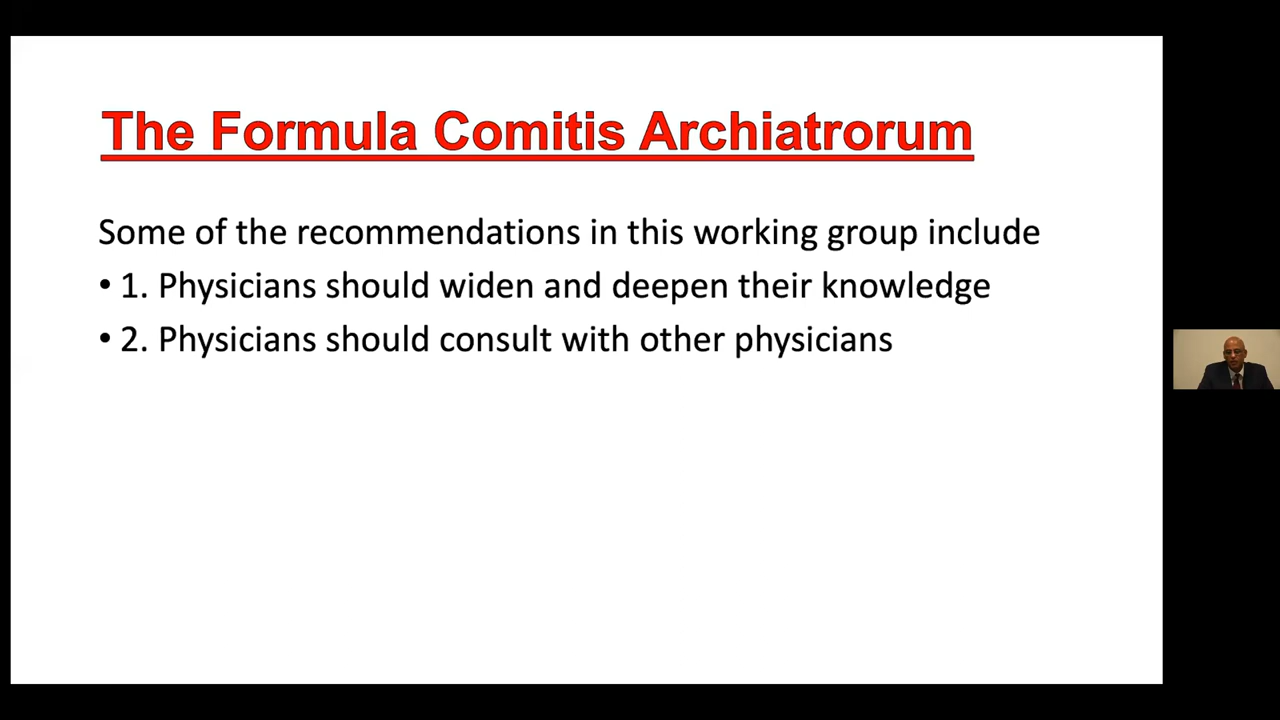 The Formula Comitis Archiatrorum
Some of the recommendations in this working group include
• 1. Physicians should widen and deepen their knowledge
• 2. Physicians should consult with other physicians